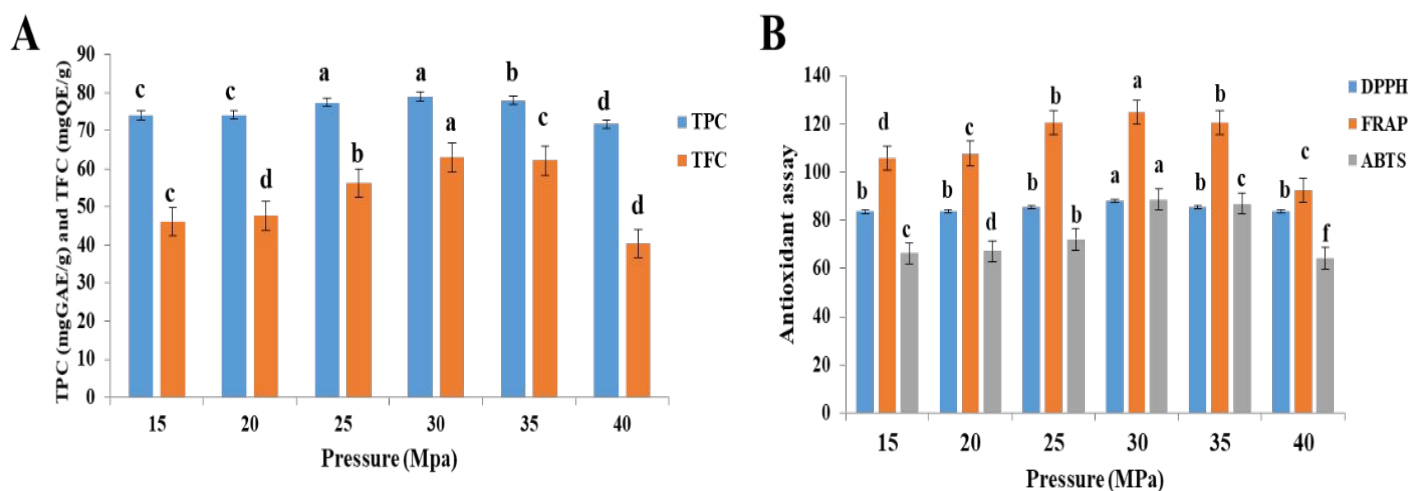 A
TPC (mgGAE/g) and TFC (mgQE/g)
90
80
70
60
50
40
30
20
10
0
c
c
a
a
b
d
c
d
b
a
c
d
15
20
25
30
35
40
Pressure (Mpa)
TPC
TFC
B
Antioxidant assay
140
120
100
80
60
40
20
0
b
d
c
b
c
d
b
b
b
a
a
a
b
b
c
b
c
f
15
20
25
30
35
40
Pressure (MPa)
DPPH
FRAP
ABTS